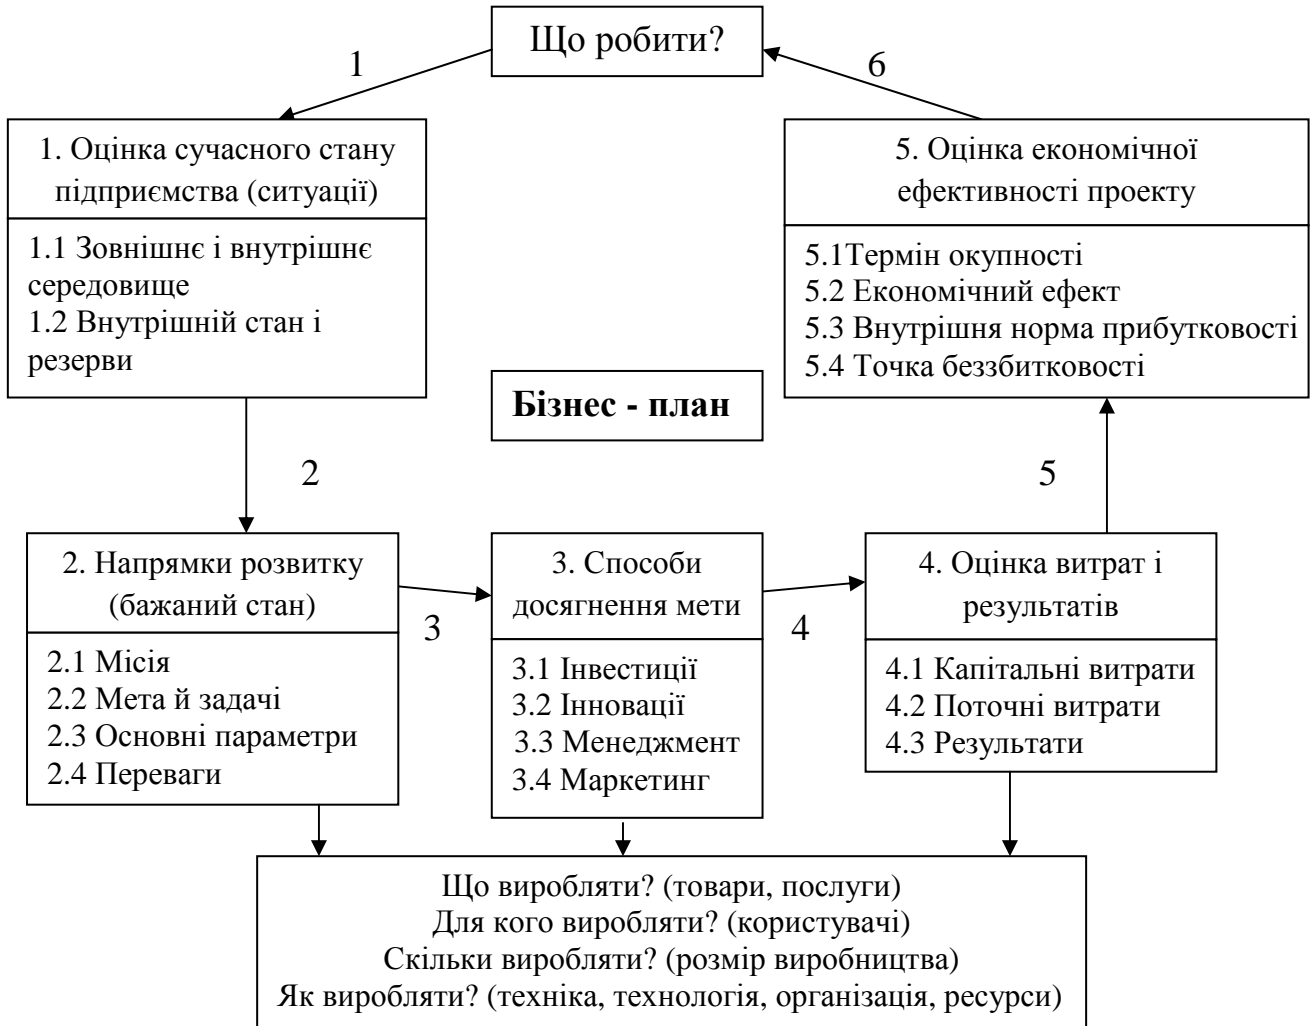 Що робити?
1
6
1. Оцінка сучасного стану
підприємства (ситуації)
1.1 Зовнішнє і внутрішнє
середовище
1.2 Внутрішній стан і
резерви
5. Оцінка економічної
ефективності проекту
5.1Термін окупності
5.2 Економічний ефект
5.3 Внутрішня норма прибутковості
5.4 Точка беззбитковості
Бізнес - план
2
5
2. Напрямки розвитку
(бажаний стан)
2.1 Місія
2.2 Мета й задачі
2.3 Основні параметри
2.4 Переваги
3
3. Способи
досягнення мети
3.1 Інвестиції
3.2 Інновації
3.3 Менеджмент
3.4 Маркетинг
4
4. Оцінка витрат і
результатів
4.1 Капітальні витрати
4.2 Поточні витрати
4.3 Результати
Що виробляти? (товари, послуги)
Для кого виробляти? (користувачі)
Скільки виробляти? (розмір виробництва)
Як виробляти? (техніка, технологія, організація, ресурси)